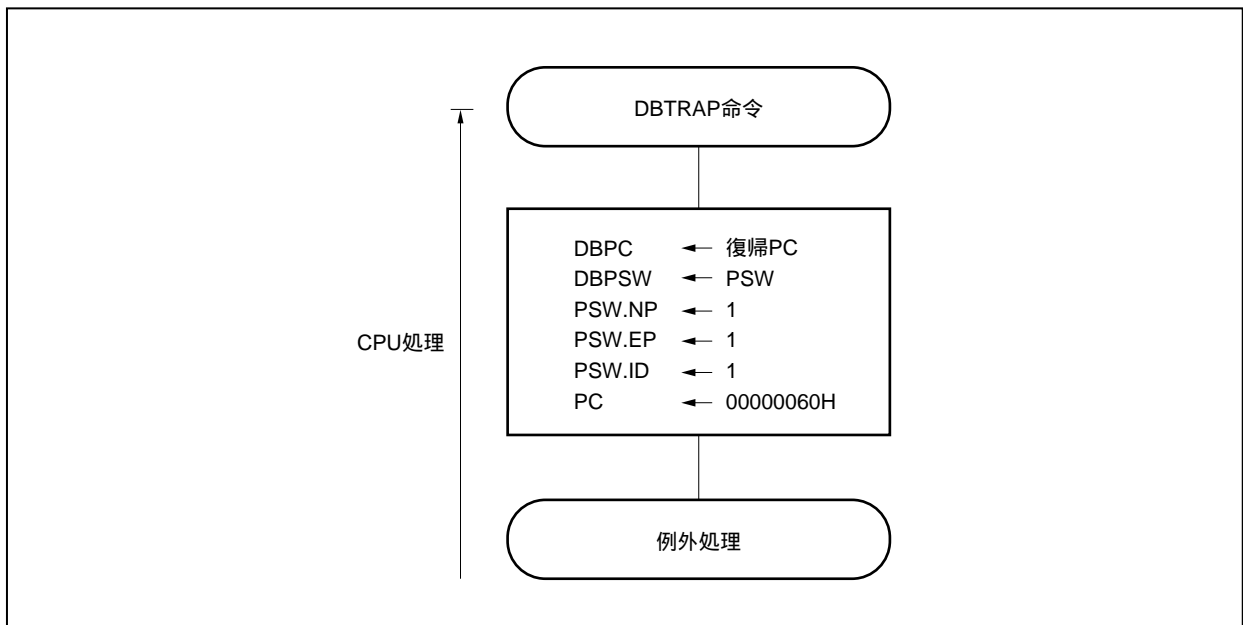 DBTRAP命令
DBPC ← 復帰PC
DBPSW ← PSW
PSW.NP ← 1
PSW.EP ← 1
PSW.ID ← 1
PC ← 00000060H
CPU処理
例外処理